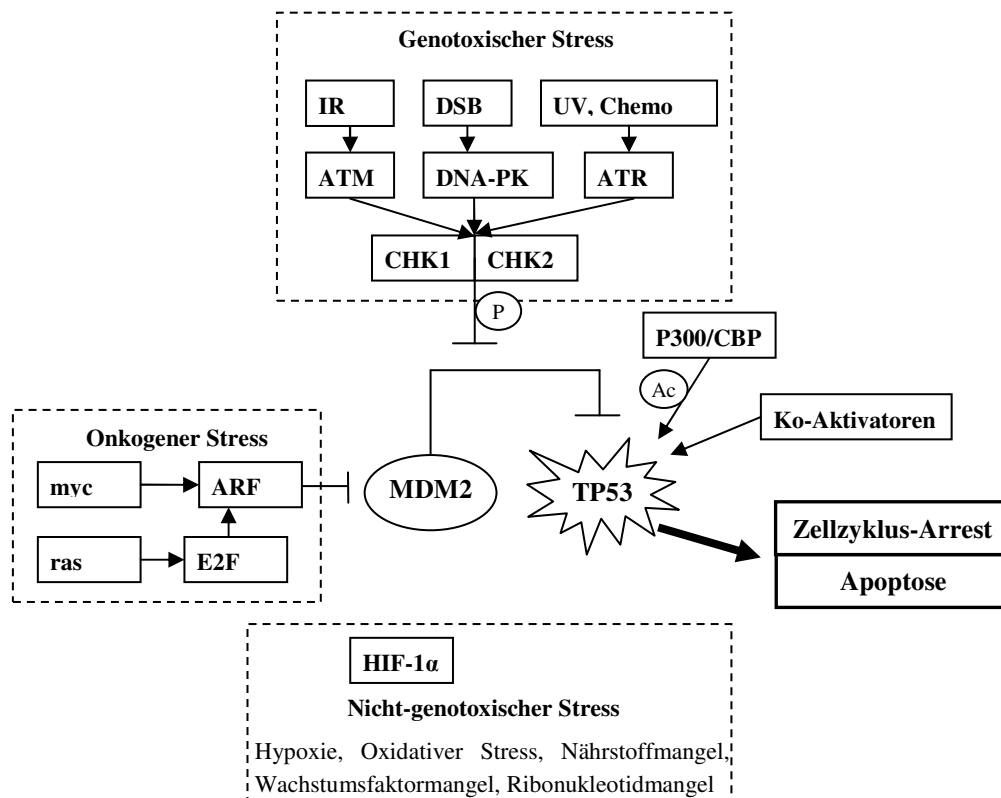 Genotoxischer Stress
IR
DSB
UV, Chemo
ATM
DNA-PK
ATR
CHK1
CHK2
P
P300/CBP
Ac
Ko-Aktivatoren
Onkogener Stress
myc
ARF
MDM2
TP53
ras
E2F
Zellzyklus-Arrest
Apoptose
HIF-1α
Nicht-genotoxischer Stress
Hypoxie, Oxidativer Stress, Nährstoffmangel,
Wachstumsfaktormangel, Ribonukleotidmangel